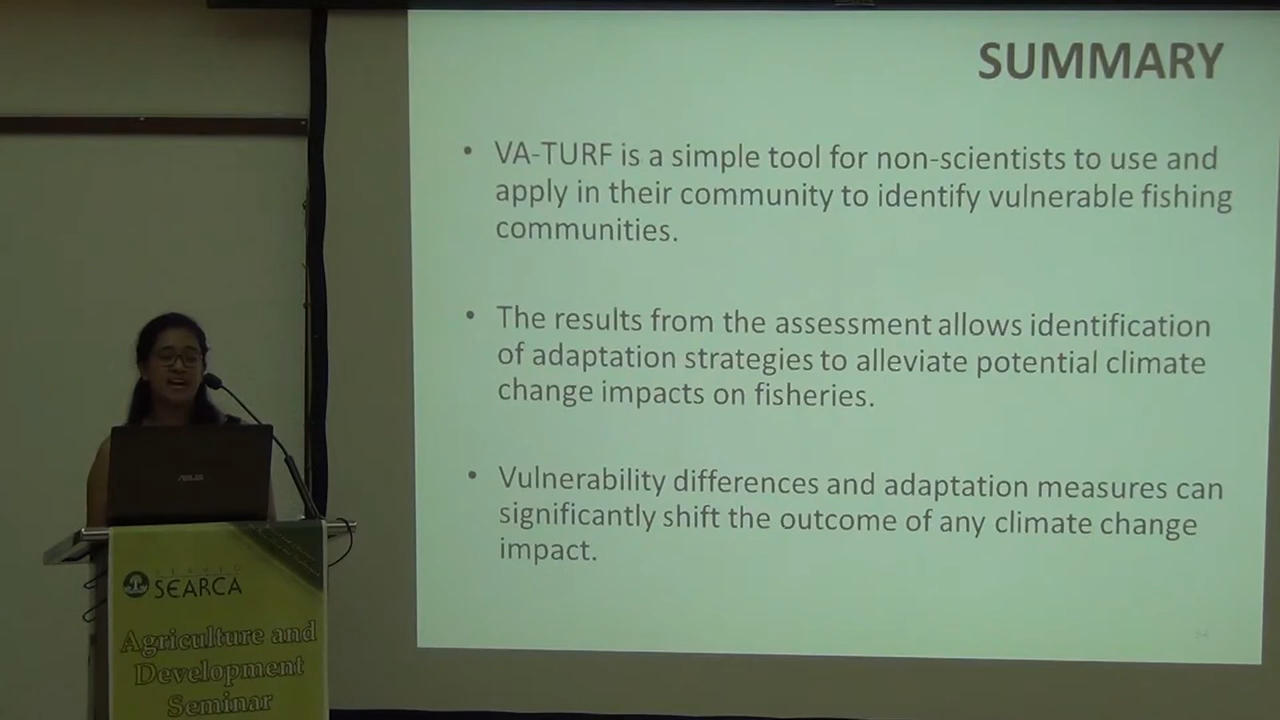 SUMMARY
• VA-TURF is a simple tool for non-scientists to use and
apply in their community to identify vulnerable fishing
communities.
• The results from the assessment allows identification
of adaptation strategies to alleviate potential climate
change impacts on fisheries.
• Vulnerability differences and adaptation measures can
significantly shift the outcome of any climate change
impact.
ASUS
SEARCA
Agriculture and
Development
Seminar